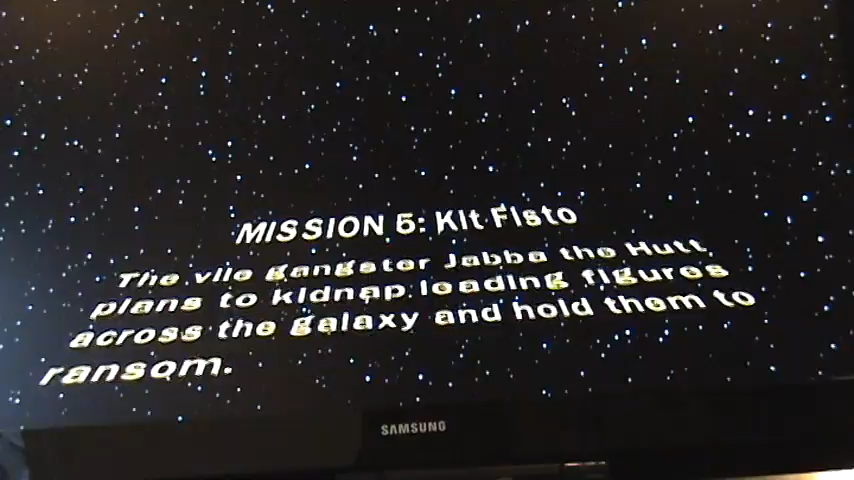 MISSION 5: Kit Fisto
The vile gangster Jabba the Hutt
plans to kidnap leading figures
across the galaxy and hold them to
ransom.
SAMSUNG